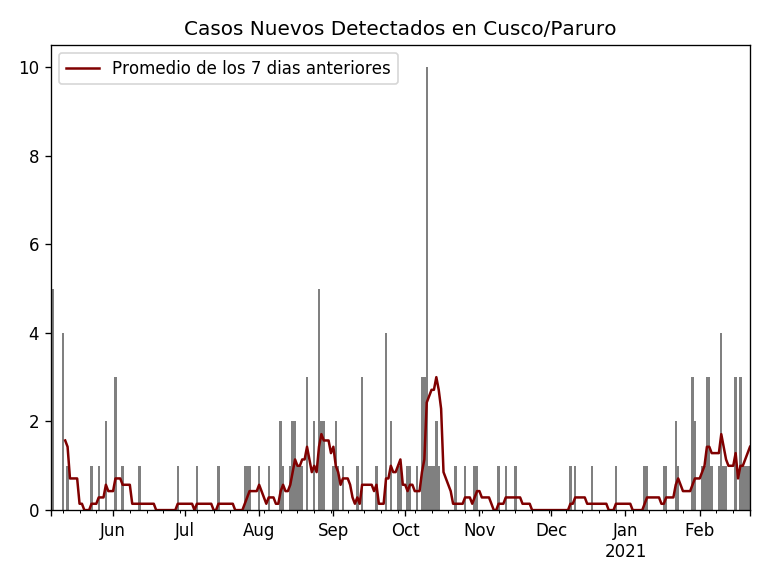 Casos Nuevos Detectados en Cusco/Paruro
Promedio de los 7 dias anteriores
10
8
6
4
2
0
Jun Jul Aug Sep Oct Nov Dec Jan Feb
2021